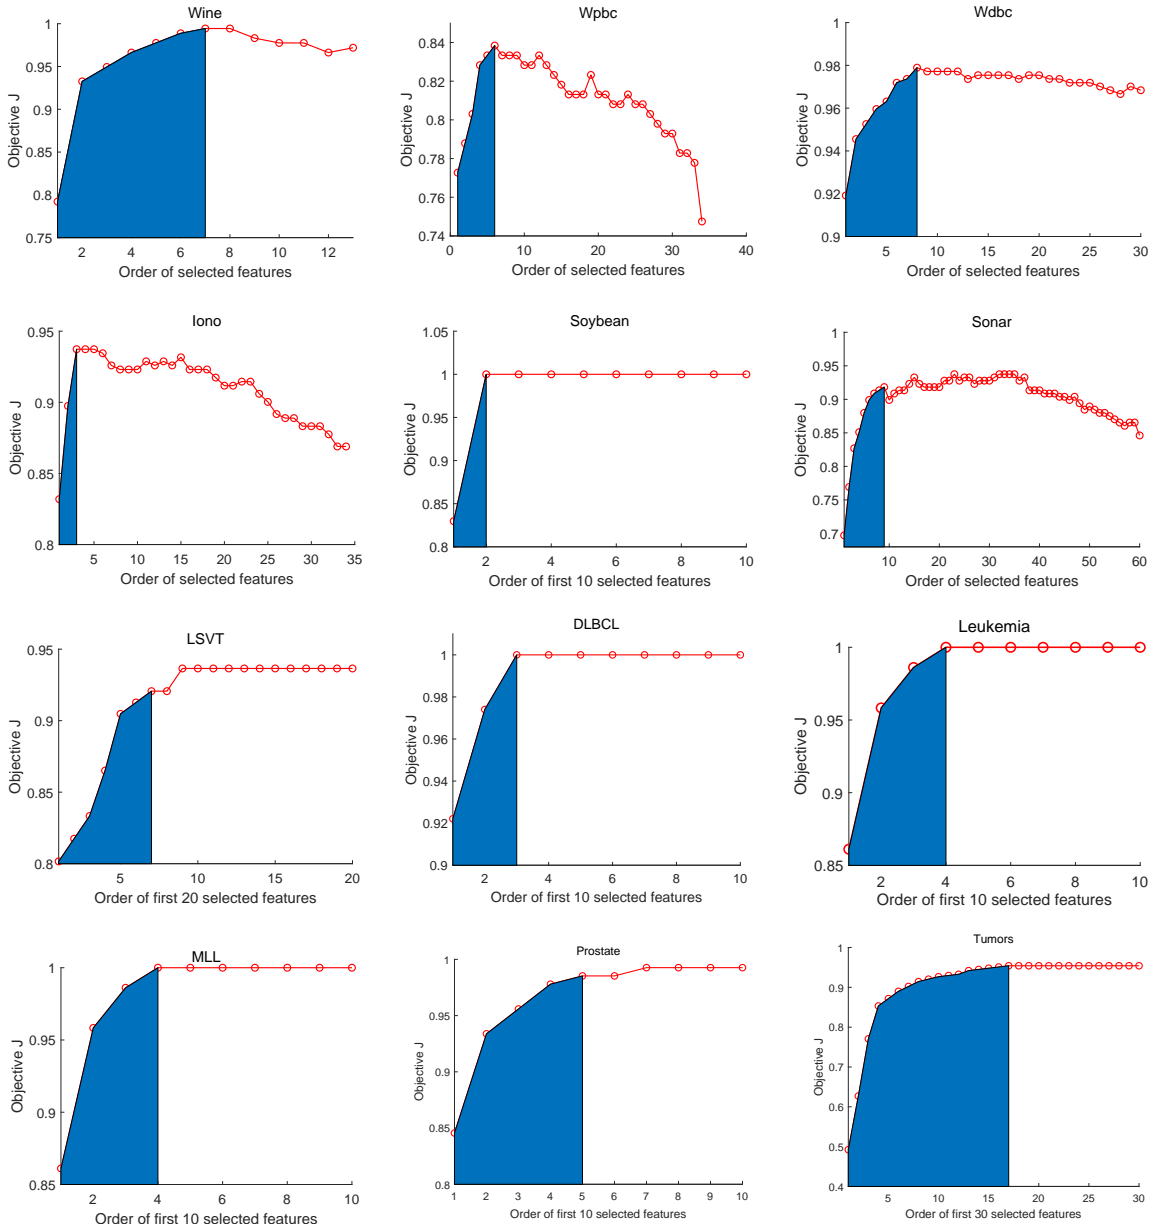 Wine
1
0.95
0.9
0.85
0.8
0.75
Objective J
2 4 6 8 10 12
Order of selected features
Wpbc
0.84
0.82
0.8
0.78
0.76
0.74
Objective J
0 10 20 30 40
Order of selected features
Wdbc
1
0.98
0.96
0.94
0.92
0.9
Objective J
5 10 15 20 25 30
Order of selected features
Iono
0.95
0.9
0.85
0.8
Objective J
5 10 15 20 25 30 35
Order of selected features
Soybean
1.05
1
0.95
0.9
0.85
0.8
Objective J
2 4 6 8 10
Order of first 10 selected features
Sonar
1
0.95
0.9
0.85
0.8
0.75
0.7
Objective J
10 20 30 40 50 60
Order of selected features
LSVT
0.95
0.9
0.85
0.8
Objective J
5 10 15 20
Order of first 20 selected features
DLBCL
1
0.98
0.96
0.94
0.92
0.9
Objective J
2 4 6 8 10
Order of first 10 selected features
Leukemia
1
0.95
0.9
0.85
Objective J
2 4 6 8 10
Order of first 10 selected features
MLL
1
0.95
0.9
0.85
Objective J
2 4 6 8 10
Order of first 10 selected features
Prostate
1
0.95
0.9
0.85
0.8
Objective J
1 2 3 4 5 6 7 8 9 10
Order of first 10 selected features
Tumors
1
0.9
0.8
0.7
0.6
0.5
0.4
Objective J
5 10 15 20 25 30
Order of first 30 selected features